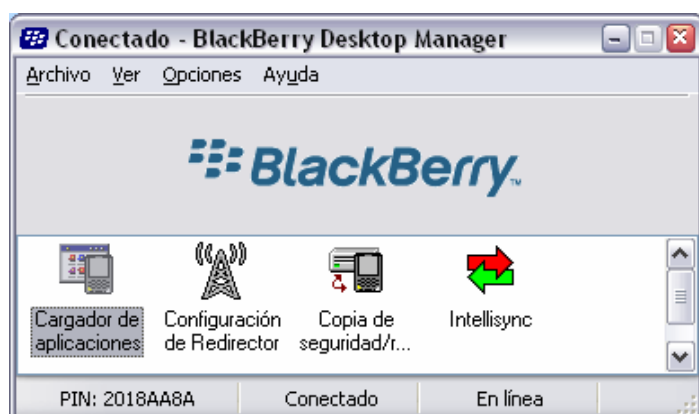 Conectado - BlackBerry Desktop Manager
Archivo Ver Opciones Ayuda
BlackBerry™
Cargador de aplicaciones
Configuración de Redirector
Copia de seguridad/r...
Intellisync
PIN: 2018AA8A Conectado En línea